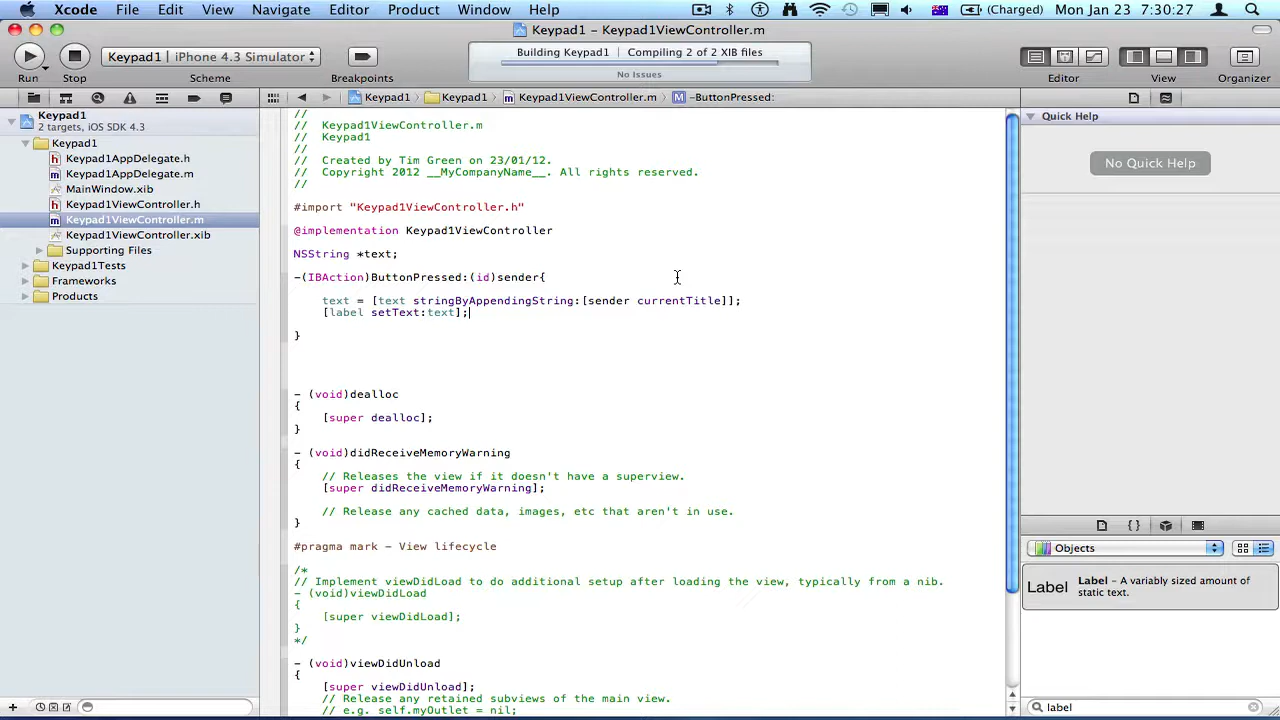 Xcode File Edit View Navigate Editor Product Window Help (Charged) Mon Jan 23 7:30:27
Keypad1 – Keypad1ViewController.m
Keypad1 iPhone 4.3 Simulator
Building Keypad1 | Compiling 2 of 2 XIB files
No Issues
Run Stop Scheme Breakpoints Editor View Organizer
Keypad1 Keypad1 Keypad1ViewController.m M -ButtonPressed:
Keypad1
2 targets, iOS SDK 4.3
Keypad1
h Keypad1AppDelegate.h
m Keypad1AppDelegate.m
MainWindow.xib
h Keypad1ViewController.h
m Keypad1ViewController.m
Keypad1ViewController.xib
Supporting Files
Keypad1Tests
Frameworks
Products
//
// Keypad1ViewController.m
// Keypad1
//
// Created by Tim Green on 23/01/12.
// Copyright 2012 __MyCompanyName__. All rights reserved.
//
#import "Keypad1ViewController.h"
@implementation Keypad1ViewController
NSString *text;
-(IBAction)ButtonPressed:(id)sender{
text = [text stringByAppendingString:[sender currentTitle]];
[label setText:text];
}
- (void)dealloc
{
[super dealloc];
}
- (void)didReceiveMemoryWarning
{
// Releases the view if it doesn't have a superview.
[super didReceiveMemoryWarning];
// Release any cached data, images, etc that aren't in use.
}
#pragma mark - View lifecycle
/*
// Implement viewDidLoad to do additional setup after loading the view, typically from a nib.
- (void)viewDidLoad
{
[super viewDidLoad];
}
*/
- (void)viewDidUnload
{
[super viewDidUnload];
// Release any retained subviews of the main view.
// e.g. self.myOutlet = nil;
Quick Help
No Quick Help
{}
Objects
Label Label – A variably sized amount of
static text.
label